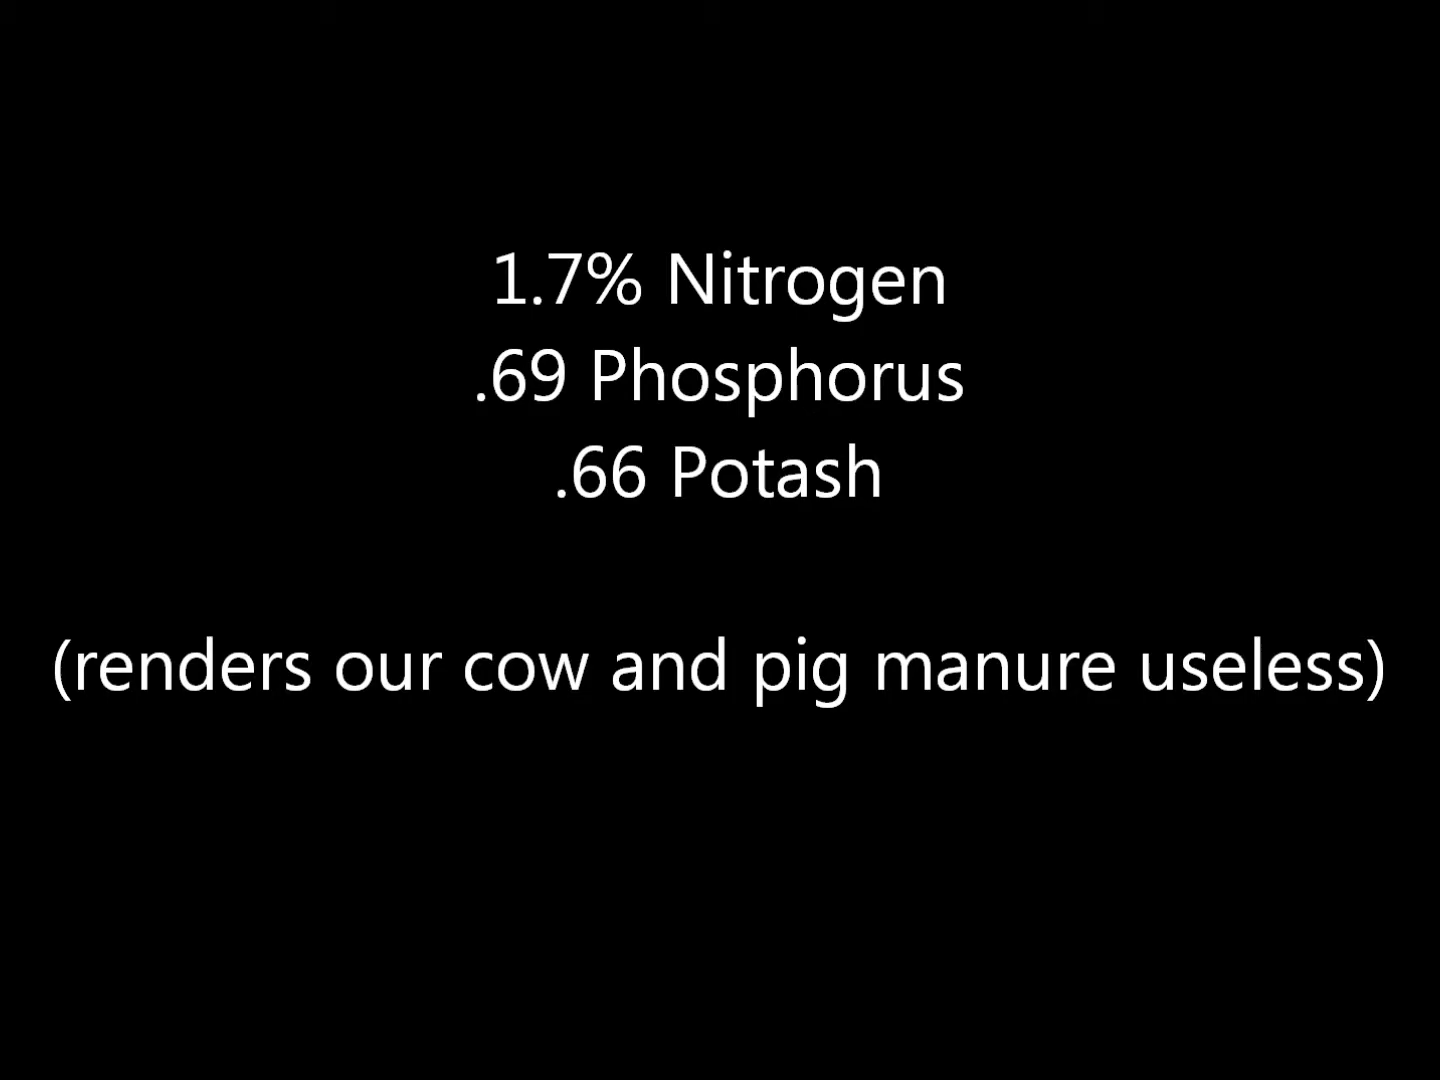 1.7% Nitrogen
.69 Phosphorus
.66 Potash
(renders our cow and pig manure useless)